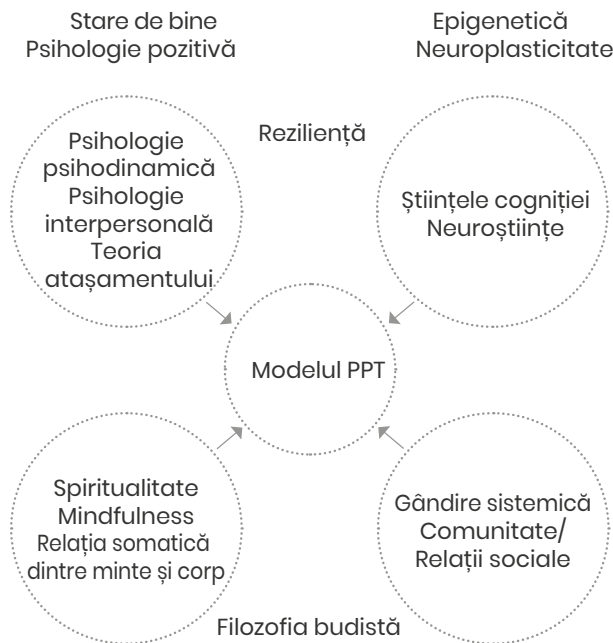 Stare de bine
Psihologie pozitivă
Epigenetică
Neuroplasticitate
Reziliență
Psihologie
psihodinamică
Psihologie
interpersonală
Teoria
atașamentului
Științele cogniției
Neuroștiințe
Modelul PPT
Spiritualitate
Mindfulness
Relația somatică
dintre minte și corp
Gândire sistemică
Comunitate/
Relații sociale
Filozofia budistă